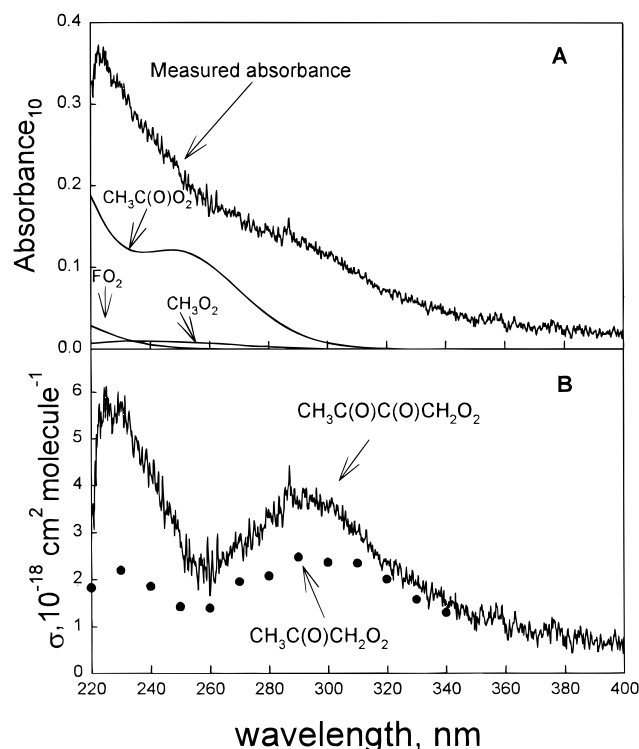 0.4
A
Measured absorbance
0.3
Absorbance₁₀
0.2
CH₃C(O)O₂
0.1
FO₂
CH₃O₂
0.0
B
6
CH₃C(O)C(O)CH₂O₂
5
4
σ, 10⁻¹⁸ cm² molecule⁻¹
3
2
1
CH₃C(O)CH₂O₂
0
220 240 260 280 300 320 340 360 380 400
wavelength, nm